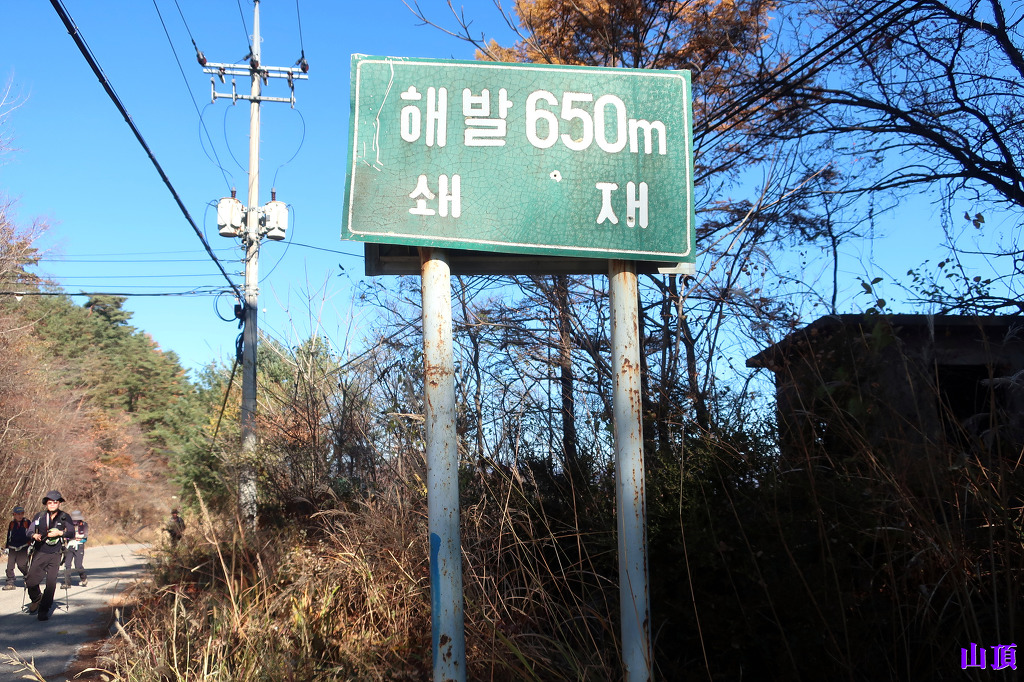 해발 650m
쇄 재
山頂